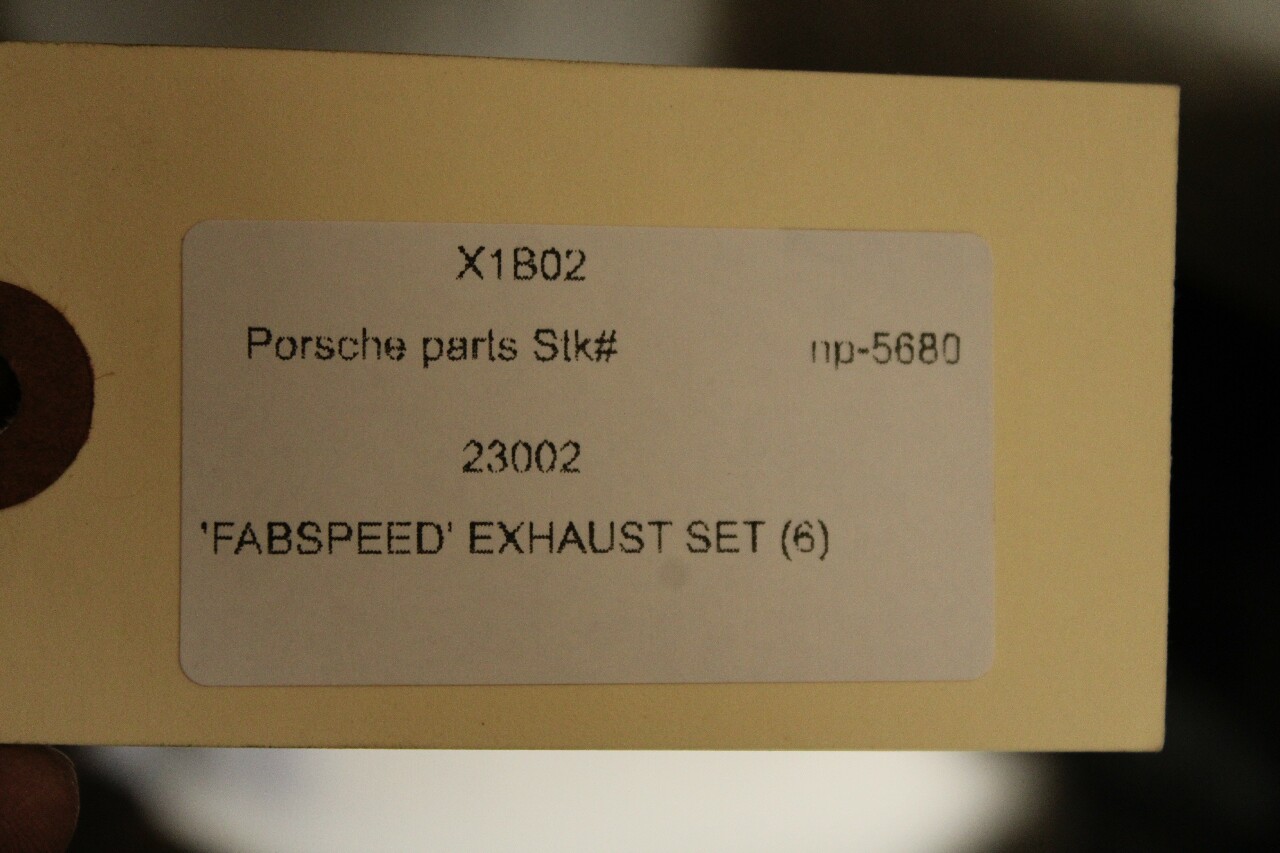 X1B02
Porsche parts Stk# np-5680
23002
'FABSPEED' EXHAUST SET (6)